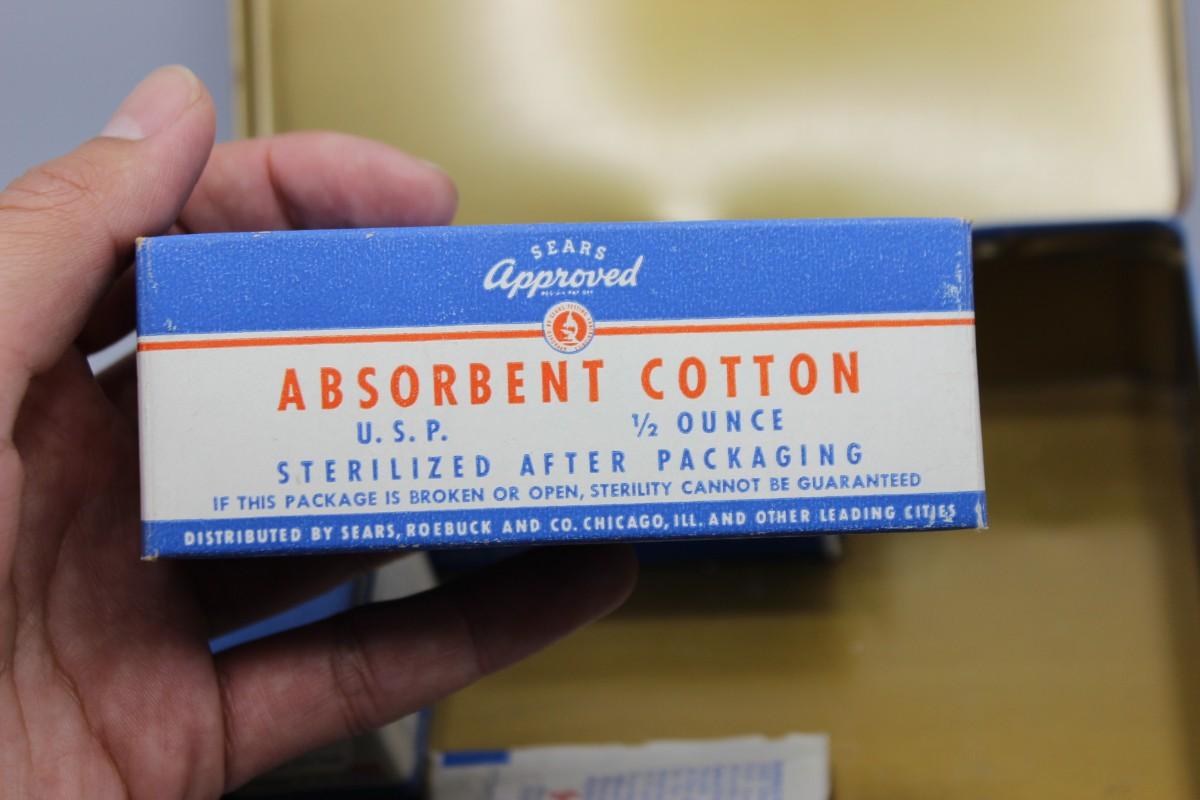 SEARS
Approved
ABSORBENT COTTON
U. S. P. ½ OUNCE
STERILIZED AFTER PACKAGING
IF THIS PACKAGE IS BROKEN OR OPEN, STERILITY CANNOT BE GUARANTEED
DISTRIBUTED BY SEARS, ROEBUCK AND CO. CHICAGO, ILL. AND OTHER LEADING CITIES